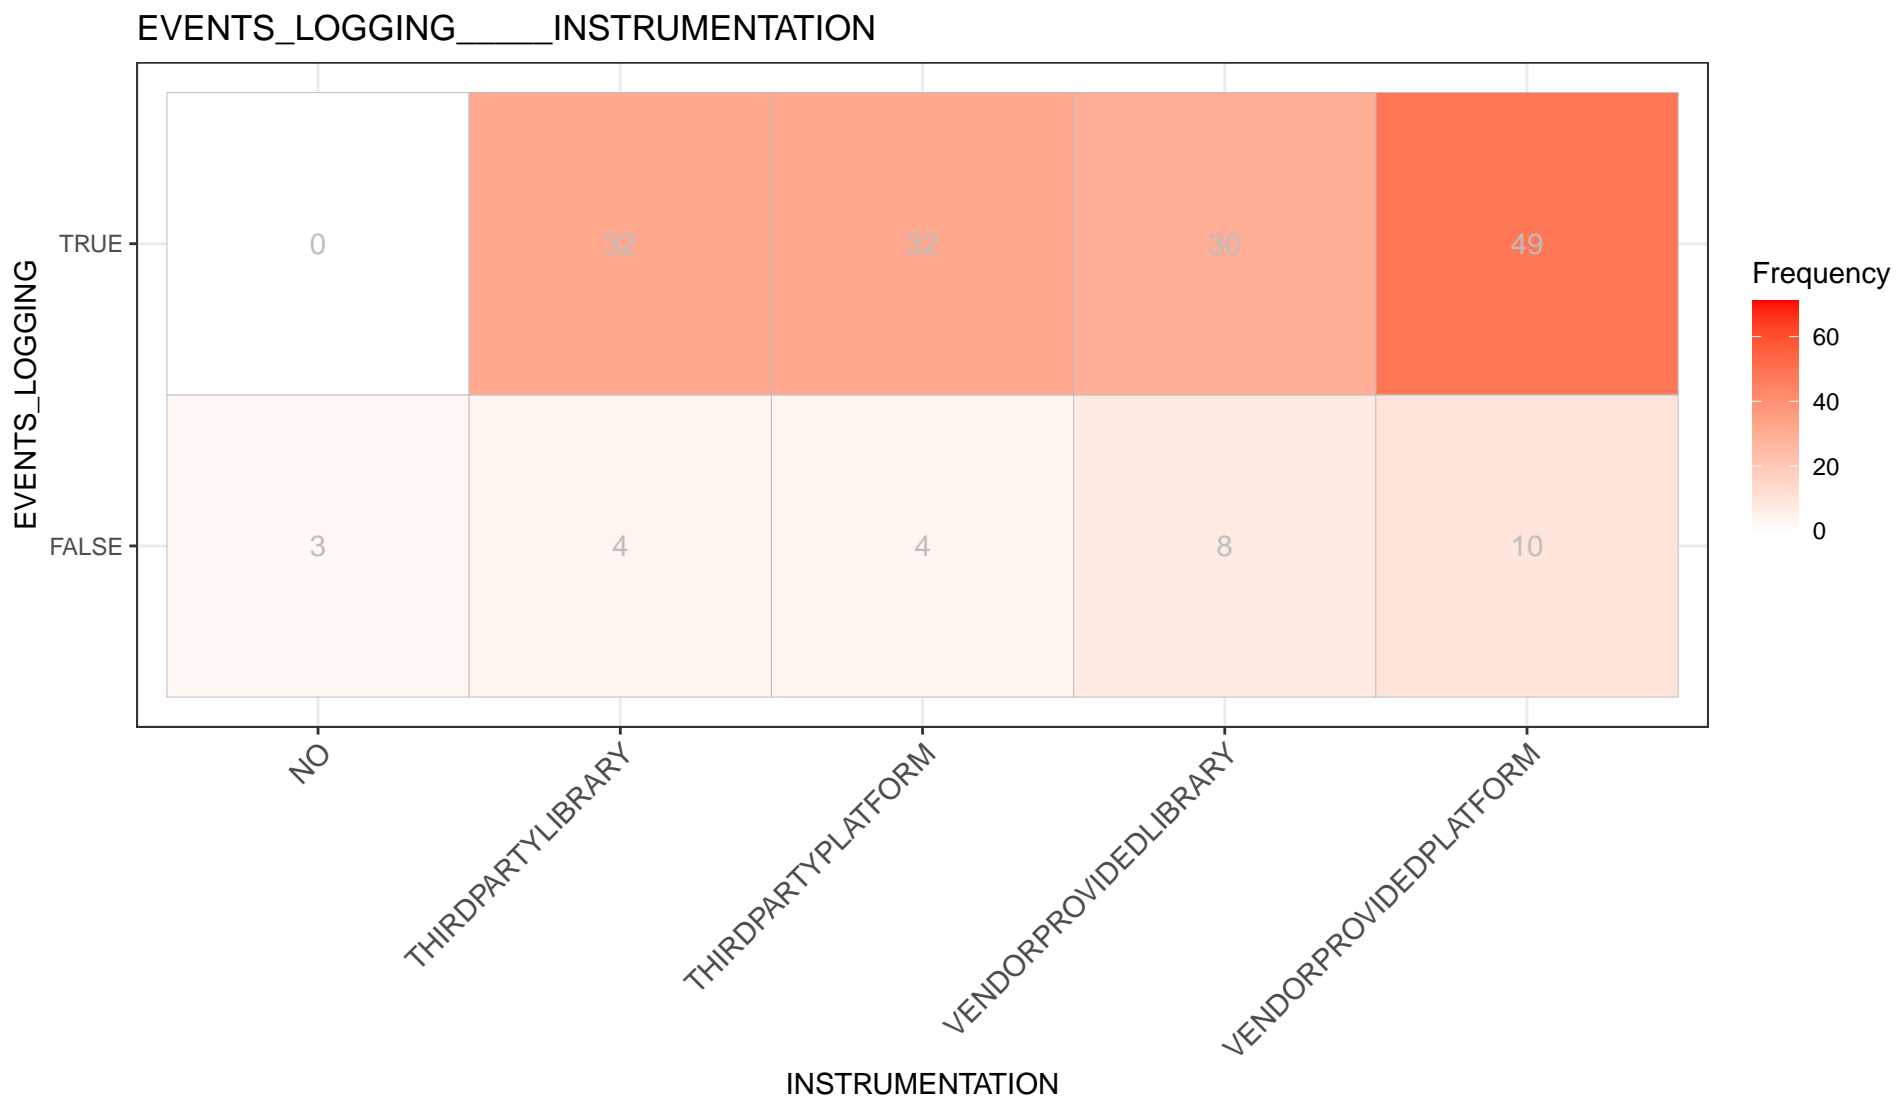 EVENTS_LOGGING_____INSTRUMENTATION
EVENTS_LOGGING
TRUE
0
32
32
30
49
FALSE
3
4
4
8
10
NO
THIRDPARTYLIBRARY
THIRDPARTYPLATFORM
VENDORPROVIDEDLIBRARY
VENDORPROVIDEDPLATFORM
INSTRUMENTATION
Frequency
60
40
20
0